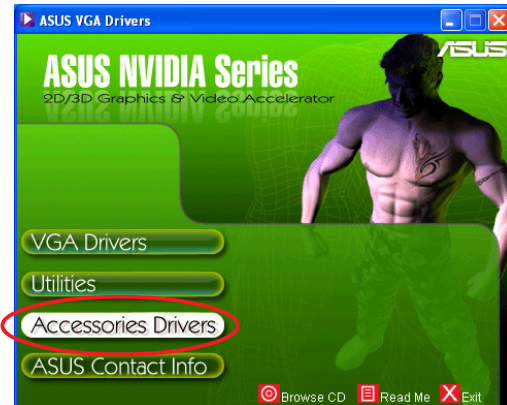 ASUS VGA Drivers
ASUS
ASUS NVIDIA Series
2D/3D Graphics & Video Accelerator
VGA Drivers
Utilities
Accessories Drivers
ASUS Contact Info
Browse CD Read Me Exit